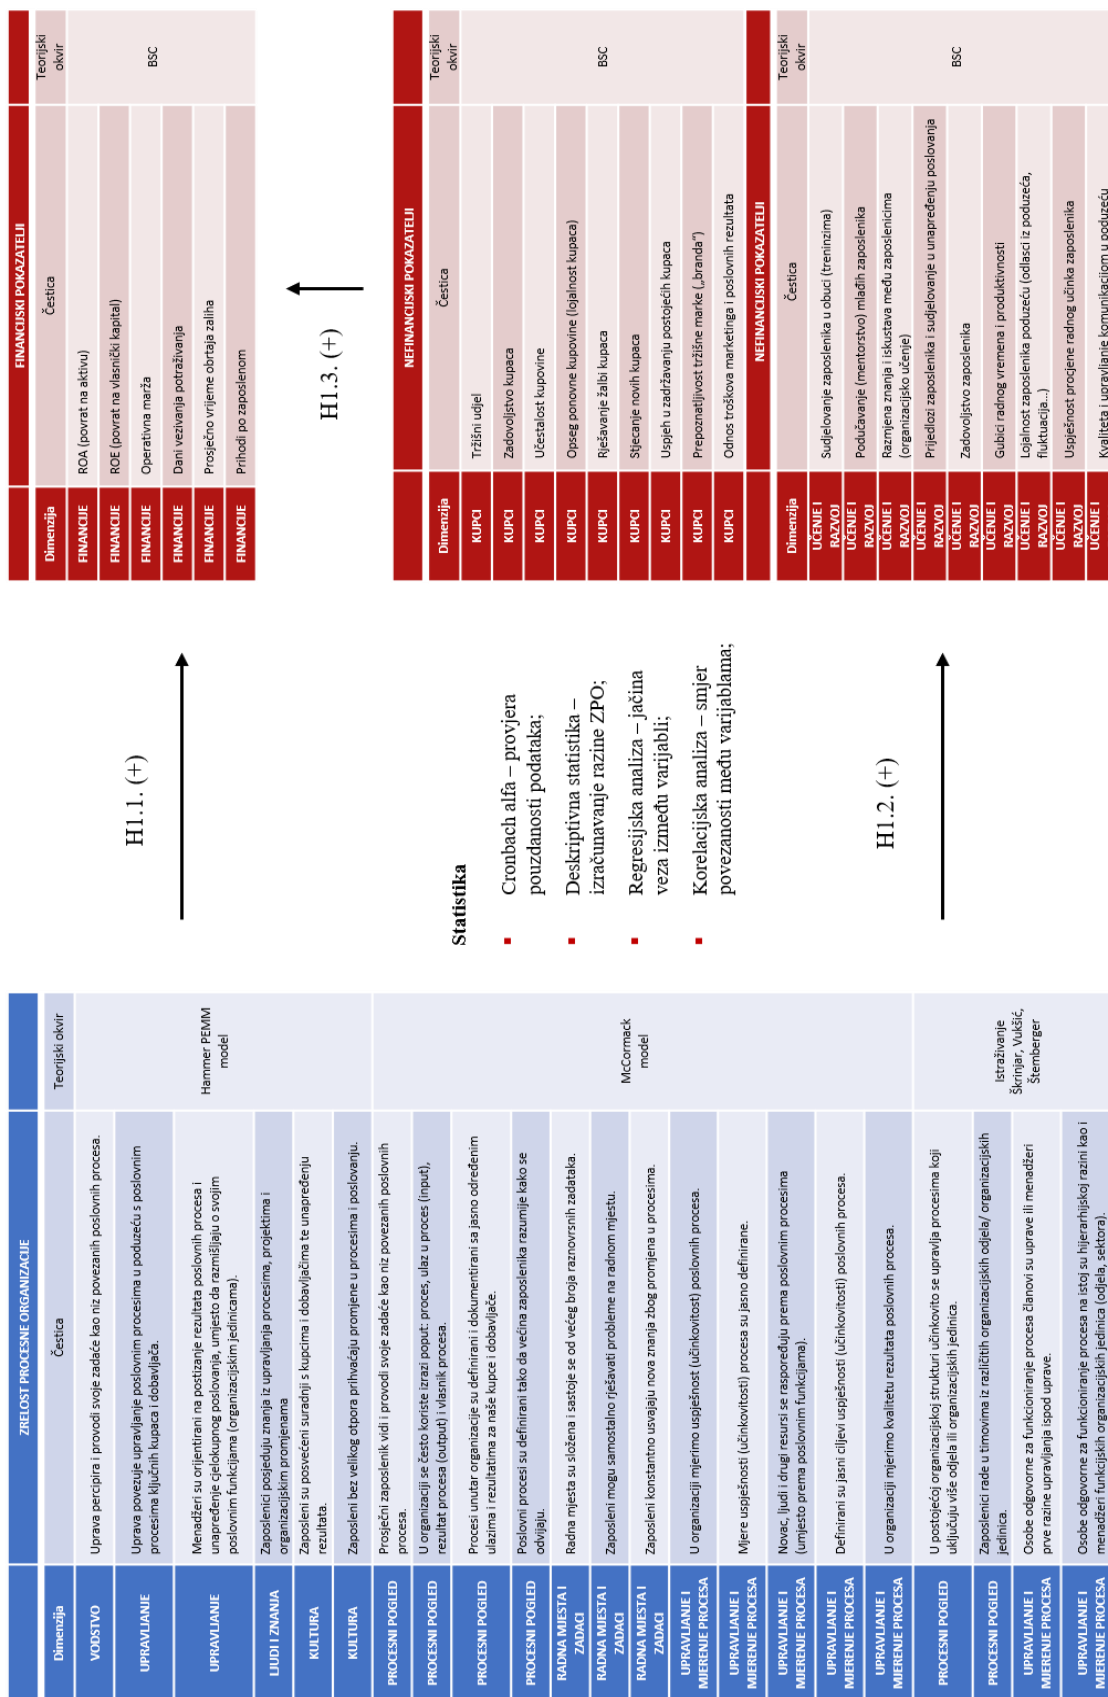 ZRELOST PROCESNE ORGANIZACIJE
Dimenzija
Čestica
Teorijski okvir
VODSTVO
Uprava percipira i provodi svoje zadaće kao niz povezanih poslovnih procesa.
Hammer PEMM
model
UPRAVLJANJE
Uprava povezuje upravljanje poslovnim procesima u poduzeću s poslovnim
procesima ključnih kupaca i dobavljača.
UPRAVLJANJE
Menadžeri su orijentirani na postizanje rezultata poslovnih procesa i
unapređenje cjelokupnog poslovanja, umjesto da razmišljaju o svojim
poslovnim funkcijama (organizacijskim jedinicama).
LJUDI I ZNANJA
Zaposlenici posjeduju znanja iz upravljanja procesima, projektima i
organizacijskim promjenama
KULTURA
Zaposleni su posvećeni suradnji s kupcima i dobavljačima te unapređenju
rezultata.
KULTURA
Zaposleni bez velikog otpora prihvaćaju promjene u procesima i poslovanju.
PROCESNI POGLED
Prosječni zaposlenik vidi i provodi svoje zadaće kao niz povezanih poslovnih
procesa.
McCormack
model
PROCESNI POGLED
U organizaciji se često koriste izrazi poput: proces, ulaz u proces (input),
rezultat procesa (output) i vlasnik procesa.
PROCESNI POGLED
Procesi unutar organizacije su definirani i dokumentirani sa jasno određenim
ulazima i rezultatima za naše kupce i dobavljače.
PROCESNI POGLED
Poslovni procesi su definirani tako da većina zaposlenika razumije kako se
odvijaju.
RADNA MJESTA I
ZADACI
Radna mjesta su složena i sastoje se od većeg broja raznovrsnih zadataka.
RADNA MJESTA I
ZADACI
Zaposleni mogu samostalno rješavati probleme na radnom mjestu.
RADNA MJESTA I
ZADACI
Zaposleni konstantno usvajaju nova znanja zbog promjena u procesima.
UPRAVLJANJE I
MJERENJE PROCESA
U organizaciji mjerimo uspješnost (učinkovitost) poslovnih procesa.
UPRAVLJANJE I
MJERENJE PROCESA
Mjere uspješnosti (učinkovitosti) procesa su jasno definirane.
UPRAVLJANJE I
MJERENJE PROCESA
Novac, ljudi i drugi resursi se raspoređuju prema poslovnim procesima
(umjesto prema poslovnim funkcijama).
UPRAVLJANJE I
MJERENJE PROCESA
Definirani su jasni ciljevi uspješnosti (učinkovitosti) poslovnih procesa.
UPRAVLJANJE I
MJERENJE PROCESA
U organizaciji mjerimo kvalitetu rezultata poslovnih procesa.
PROCESNI POGLED
U postojećoj organizacijskoj strukturi učinkovito se upravlja procesima koji
uključuju više odjela ili organizacijskih jedinica.
Istraživanje
Škrinjar, Vukšić,
Štemberger
PROCESNI POGLED
Zaposlenici rade u timovima iz različitih organizacijskih odjela/ organizacijskih
jedinica.
UPRAVLJANJE I
MJERENJE PROCESA
Osobe odgovorne za funkcioniranje procesa članovi su uprave ili menadžeri
prve razine upravljanja ispod uprave.
UPRAVLJANJE I
MJERENJE PROCESA
Osobe odgovorne za funkcioniranje procesa na istoj su hijerarhijskoj razini kao i
menadžeri funkcijskih organizacijskih jedinica (odjela, sektora).
H1.1. (+)
Statistika
Cronbach alfa – provjera
pouzdanosti podataka;
Deskriptivna statistika –
izračunavanje razine ZPO;
Regresijska analiza – jačina
veza između varijabli;
Korelacijska analiza – smjer
povezanosti među varijablama;
H1.2. (+)
FINANCIJSKI POKAZATELJI
Dimenzija
Čestica
Teorijski
okvir
FINANCIJE
ROA (povrat na aktivu)
BSC
FINANCIJE
ROE (povrat na vlasnički kapital)
FINANCIJE
Operativna marža
FINANCIJE
Dani vezivanja potraživanja
FINANCIJE
Prosječno vrijeme obrtaja zaliha
FINANCIJE
Prihodi po zaposlenom
H1.3. (+)
NEFINANCIJSKI POKAZATELJI
Dimenzija
Čestica
Teorijski
okvir
KUPCI
Tržišni udjel
BSC
KUPCI
Zadovoljstvo kupaca
KUPCI
Učestalost kupovine
KUPCI
Opseg ponovne kupovine (lojalnost kupaca)
KUPCI
Rješavanje žalbi kupaca
KUPCI
Stjecanje novih kupaca
KUPCI
Uspjeh u zadržavanju postojećih kupaca
KUPCI
Prepoznatljivost tržišne marke („branda“)
KUPCI
Odnos troškova marketinga i poslovnih rezultata
NEFINANCIJSKI POKAZATELJI
Dimenzija
Čestica
Teorijski
okvir
UČENJE I
RAZVOJ
Sudjelovanje zaposlenika u obuci (treninzima)
BSC
UČENJE I
RAZVOJ
Podučavanje (mentorstvo) mlađih zaposlenika
UČENJE I
RAZVOJ
Razmjena znanja i iskustava među zaposlenicima
(organizacijsko učenje)
UČENJE I
RAZVOJ
Prijedlozi zaposlenika i sudjelovanje u unapređenju poslovanja
UČENJE I
RAZVOJ
Zadovoljstvo zaposlenika
UČENJE I
RAZVOJ
Gubici radnog vremena i produktivnosti
UČENJE I
RAZVOJ
Lojalnost zaposlenika poduzeću (odlasci iz poduzeća,
fluktuacija...)
UČENJE I
RAZVOJ
Uspješnost procjene radnog učinka zaposlenika
UČENJE I
Kvaliteta i upravljanje komunikacijom u poduzeću